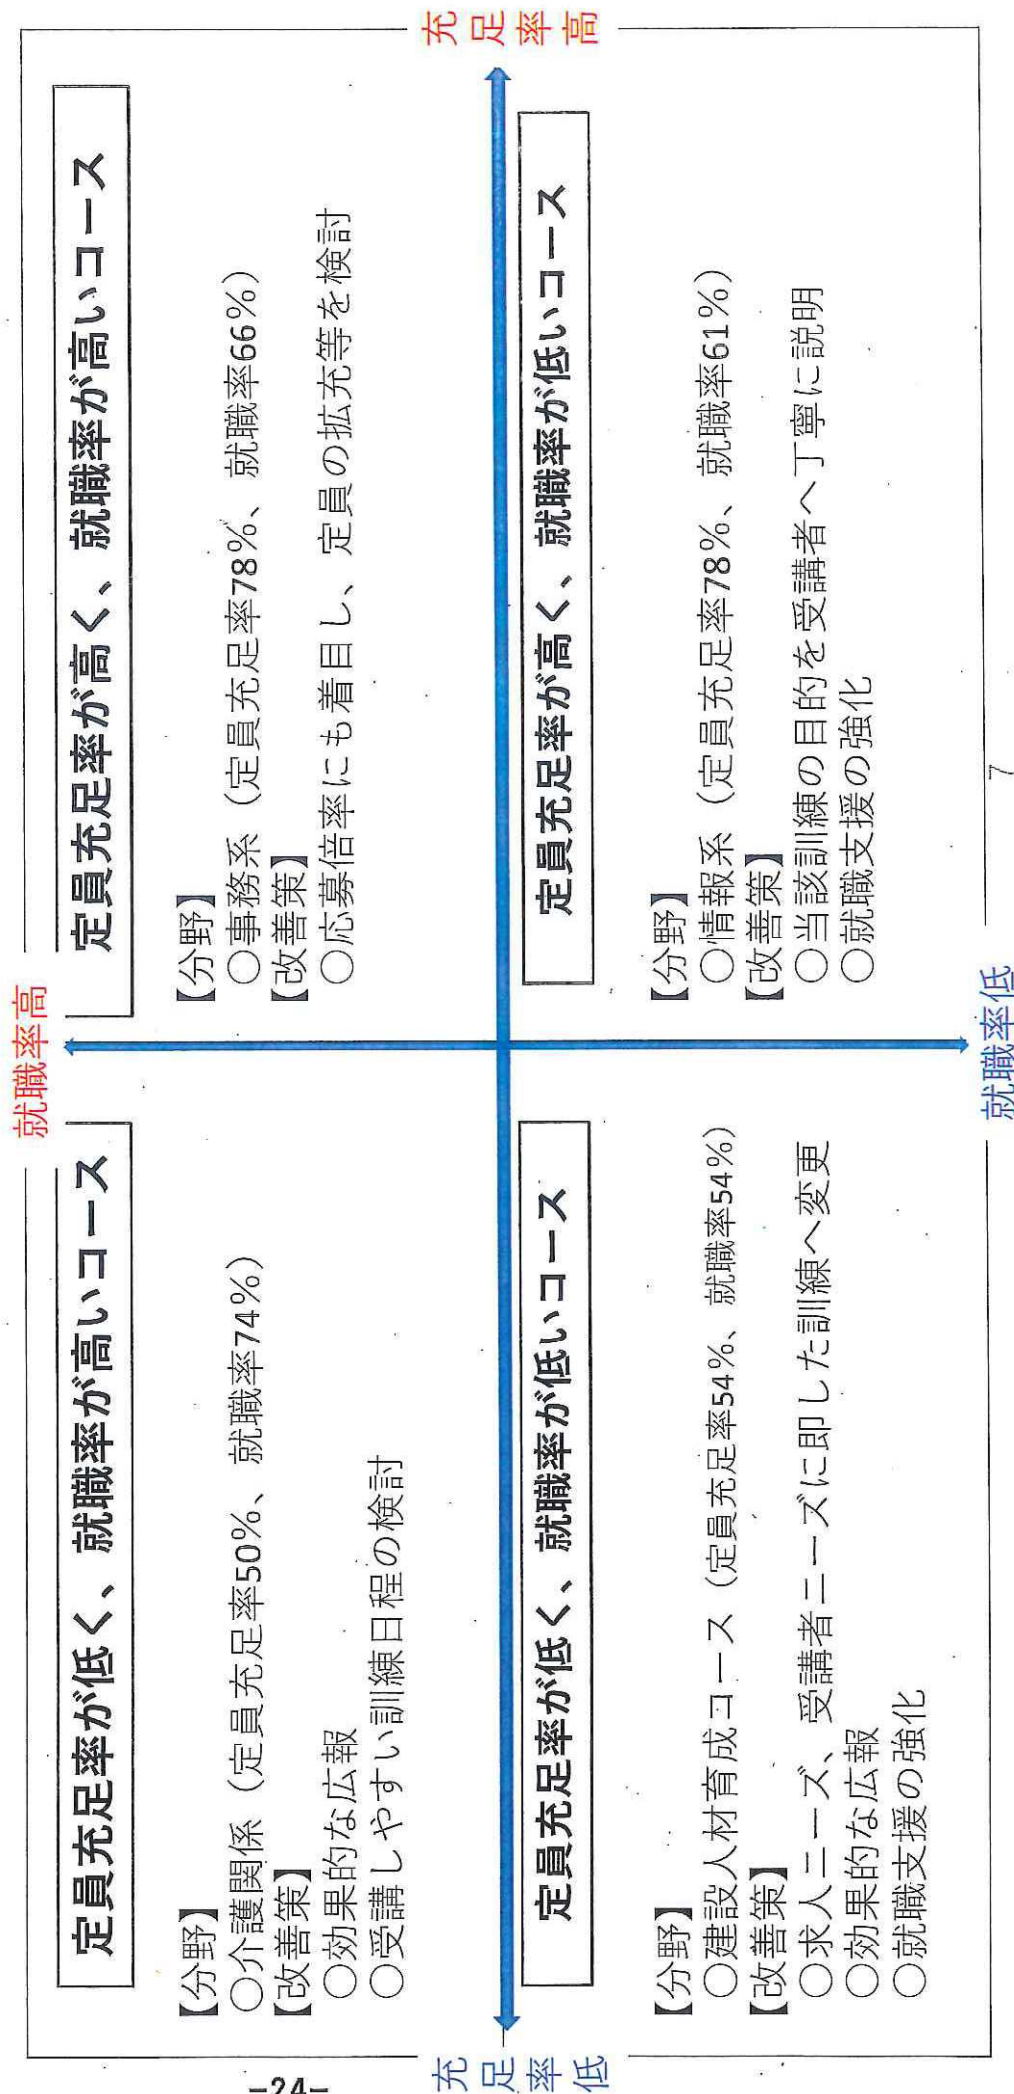 就職率高
定員充足率が低く、就職率が高いコース
【分野】
○介護関係（定員充足率50％、就職率74％）
【改善策】
○効果的な広報
○受講しやすい訓練日程の検討
定員充足率が高く、就職率が高いコース
【分野】
○事務系（定員充足率78％、就職率66％）
【改善策】
○応募倍率にも着目し、定員の拡充等を検討
充足率低
充足率高
定員充足率が低く、就職率が低いコース
【分野】
○建設人材育成コース（定員充足率54％、就職率54％）
【改善策】
○求人ニーズ、受講者ニーズに即した訓練へ変更
○効果的な広報
○就職支援の強化
定員充足率が高く、就職率が低いコース
【分野】
○情報系（定員充足率78％、就職率61％）
【改善策】
○当該訓練の目的を受講者へ丁寧に説明
○就職支援の強化
就職率低
7
-24-